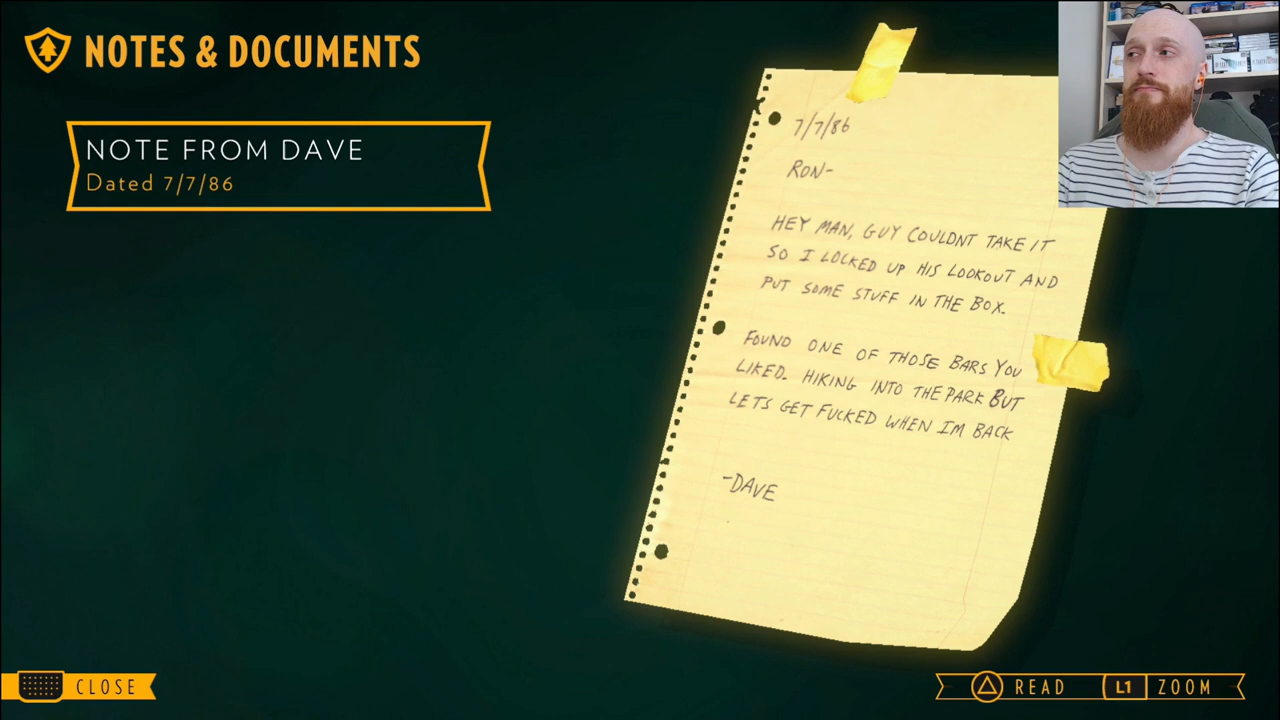 NOTES & DOCUMENTS
NOTE FROM DAVE
Dated 7/7/86
7/7/86
RON-
HEY MAN, GUY COULDNT TAKE IT
SO I LOCKED UP HIS LOOKOUT AND
PUT SOME STUFF IN THE BOX.
FOUND ONE OF THOSE BARS YOU
LIKED. HIKING INTO THE PARK BUT
LETS GET FUCKED WHEN IM BACK
-DAVE
CLOSE
READ
L1 ZOOM